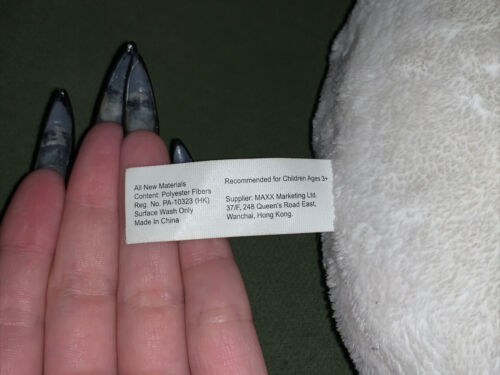 All New Materials
Content: Polyester Fibers
Reg. No. PA-10323 (HK)
Surface Wash Only
Made In China
Recommended for Children Ages 3+
Supplier: MAXX Marketing Ltd.
37/F, 248 Queen's Road East,
Wanchai, Hong Kong.